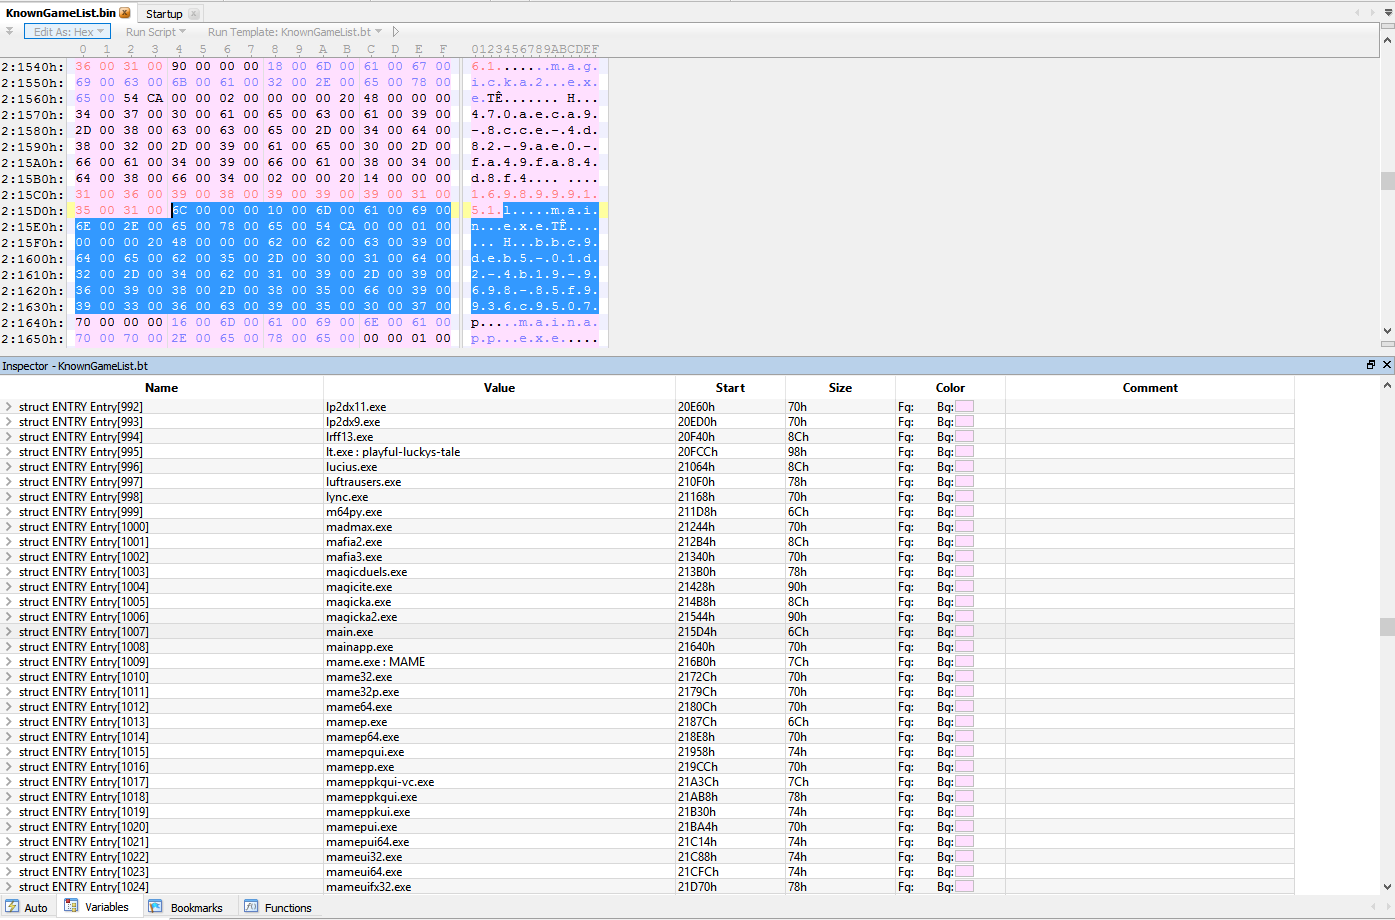 KnownGameList.bin Startup
Edit As: Hex Run Script Run Template: KnownGameList.bt
0 1 2 3 4 5 6 7 8 9 A B C D E F 0123456789ABCDEF
2:1540h: 36 00 31 00 90 00 00 00 18 00 6D 00 61 00 67 00 6.1.......m.a.g.
2:1550h: 69 00 63 00 6B 00 61 00 32 00 2E 00 65 00 78 00 i.c.k.a.2...e.x.
2:1560h: 65 00 54 CA 00 00 02 00 00 00 00 20 48 00 00 00 e.TÊ....... H...
2:1570h: 34 00 37 00 30 00 61 00 65 00 63 00 61 00 39 00 4.7.0.a.e.c.a.9.
2:1580h: 2D 00 38 00 63 00 63 00 65 00 2D 00 34 00 64 00 -.8.c.c.e.-.4.d.
2:1590h: 38 00 32 00 2D 00 39 00 61 00 65 00 30 00 2D 00 8.2.-.9.a.e.0.-.
2:15A0h: 66 00 61 00 34 00 39 00 66 00 61 00 38 00 34 00 f.a.4.9.f.a.8.4.
2:15B0h: 64 00 38 00 66 00 34 00 02 00 00 00 20 14 00 00 00 d.8.f.4..... ....
2:15C0h: 31 00 36 00 39 00 38 00 39 00 39 00 39 00 31 00 1.6.9.8.9.9.9.1.
2:15D0h: 35 00 31 00 6C 00 00 00 10 00 6D 00 61 00 69 00 5.1.l.....m.a.i.
2:15E0h: 6E 00 2E 00 65 00 78 00 65 00 54 CA 00 00 01 00 n...e.x.e.TÊ....
2:15F0h: 00 00 00 20 48 00 00 00 62 00 62 00 63 00 39 00 ... H...b.b.c.9.
2:1600h: 64 00 65 00 62 00 35 00 2D 00 30 00 31 00 64 00 d.e.b.5.-.0.1.d.
2:1610h: 32 00 2D 00 34 00 62 00 31 00 39 00 2D 00 39 00 2.-.4.b.1.9.-.9.
2:1620h: 36 00 39 00 38 00 2D 00 38 00 35 00 66 00 39 00 6.9.8.-.8.5.f.9.
2:1630h: 39 00 33 00 36 00 63 00 39 00 35 00 30 00 37 00 9.3.6.c.9.5.0.7.
2:1640h: 70 00 00 00 16 00 6D 00 61 00 69 00 6E 00 61 00 p.....m.a.i.n.a.
2:1650h: 70 00 70 00 2E 00 65 00 78 00 65 00 00 00 01 00 p.p...e.x.e.....
Inspector - KnownGameList.bt
Name Value Start Size Color Comment
struct ENTRY Entry[992] lp2dx11.exe 20E60h 70h Fg: Bg:
struct ENTRY Entry[993] lp2dx9.exe 20ED0h 70h Fg: Bg:
struct ENTRY Entry[994] lrff13.exe 20F40h 8Ch Fg: Bg:
struct ENTRY Entry[995] lt.exe : playful-luckys-tale 20FCCh 98h Fg: Bg:
struct ENTRY Entry[996] lucius.exe 21064h 8Ch Fg: Bg:
struct ENTRY Entry[997] luftrausers.exe 210F0h 78h Fg: Bg:
struct ENTRY Entry[998] lync.exe 21168h 70h Fg: Bg:
struct ENTRY Entry[999] m64py.exe 211D8h 6Ch Fg: Bg:
struct ENTRY Entry[1000] madmax.exe 21244h 70h Fg: Bg:
struct ENTRY Entry[1001] mafia2.exe 212B4h 8Ch Fg: Bg:
struct ENTRY Entry[1002] mafia3.exe 21340h 70h Fg: Bg:
struct ENTRY Entry[1003] magicduels.exe 213B0h 78h Fg: Bg:
struct ENTRY Entry[1004] magicite.exe 21428h 90h Fg: Bg:
struct ENTRY Entry[1005] magicka.exe 214B8h 8Ch Fg: Bg:
struct ENTRY Entry[1006] magicka2.exe 21544h 90h Fg: Bg:
struct ENTRY Entry[1007] main.exe 215D4h 6Ch Fg: Bg:
struct ENTRY Entry[1008] mainapp.exe 21640h 70h Fg: Bg:
struct ENTRY Entry[1009] mame.exe : MAME 216B0h 7Ch Fg: Bg:
struct ENTRY Entry[1010] mame32.exe 2172Ch 70h Fg: Bg:
struct ENTRY Entry[1011] mame32p.exe 2179Ch 70h Fg: Bg:
struct ENTRY Entry[1012] mame64.exe 2180Ch 70h Fg: Bg:
struct ENTRY Entry[1013] mamep.exe 2187Ch 6Ch Fg: Bg:
struct ENTRY Entry[1014] mamep64.exe 218E8h 70h Fg: Bg:
struct ENTRY Entry[1015] mamepgui.exe 21958h 74h Fg: Bg:
struct ENTRY Entry[1016] mamepp.exe 219CCh 70h Fg: Bg:
struct ENTRY Entry[1017] mameppkgui-vc.exe 21A3Ch 7Ch Fg: Bg:
struct ENTRY Entry[1018] mameppkgui.exe 21AB8h 78h Fg: Bg:
struct ENTRY Entry[1019] mameppkui.exe 21B30h 74h Fg: Bg:
struct ENTRY Entry[1020] mamepui.exe 21BA4h 70h Fg: Bg:
struct ENTRY Entry[1021] mamepui64.exe 21C14h 74h Fg: Bg:
struct ENTRY Entry[1022] mameui32.exe 21C88h 74h Fg: Bg:
struct ENTRY Entry[1023] mameui64.exe 21CFCh 74h Fg: Bg:
struct ENTRY Entry[1024] mameuifx32.exe 21D70h 78h Fg: Bg:
Auto Variables Bookmarks Functions